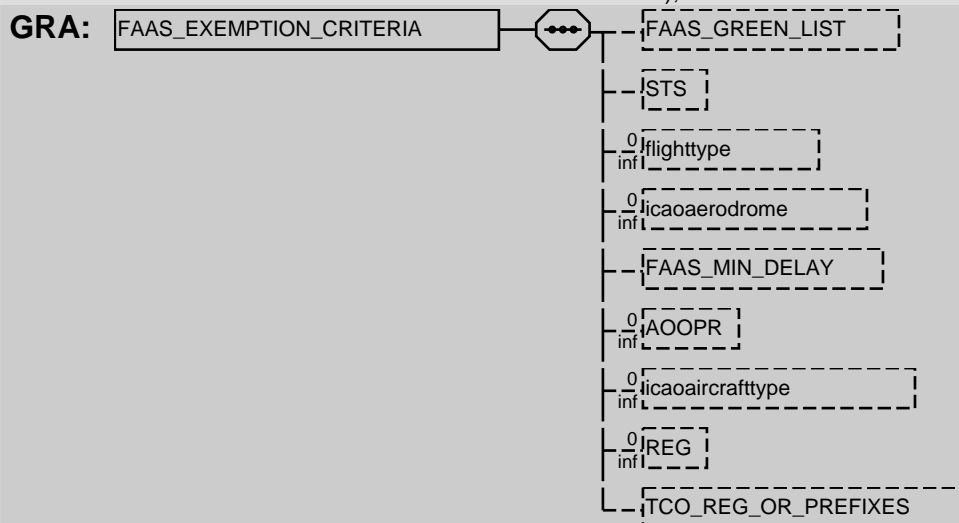 GRA: FAAS_EXEMPTION_CRITERIA FAAS_GREEN_LIST
STS
0
inf flighttype
0
inf icaoaerodrome
FAAS_MIN_DELAY
0
inf AOOPR
0
inf icaoaircrafttype
0
inf REG
TCO_REG_OR_PREFIXES